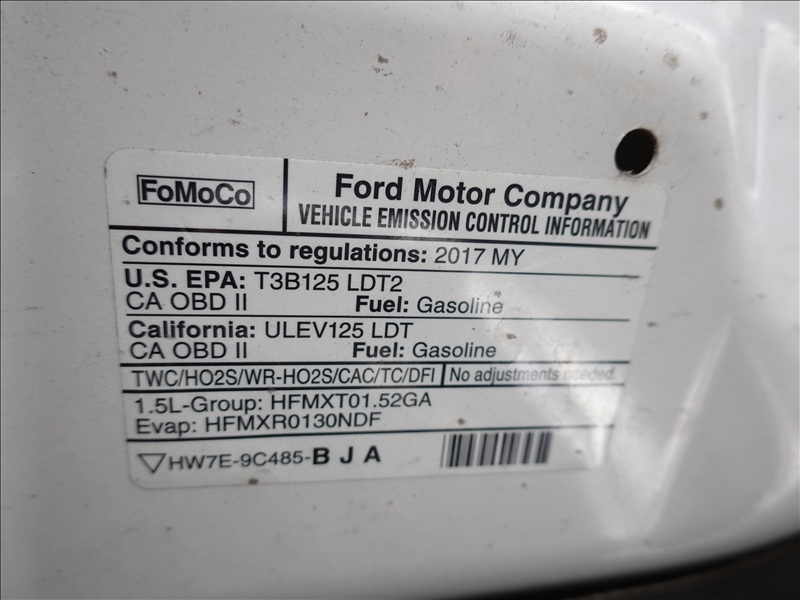 FoMoCo
Ford Motor Company
VEHICLE EMISSION CONTROL INFORMATION
Conforms to regulations: 2017 MY
U.S. EPA: T3B125 LDT2
CA OBD II Fuel: Gasoline
California: ULEV125 LDT
CA OBD II Fuel: Gasoline
TWC/HO2S/WR-HO2S/CAC/TC/DFI No adjustments needed.
1.5L-Group: HFMXT01.52GA
Evap: HFMXR0130NDF
HW7E-9C485-B J A